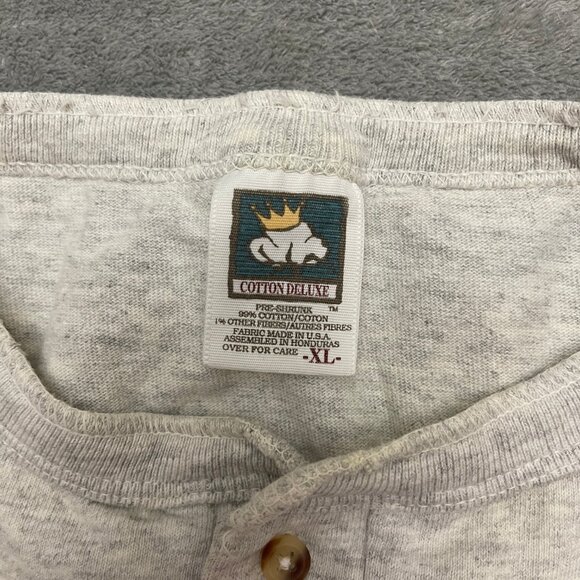 COTTON DELUXE
PRE-SHRUNK ™
99% COTTON/COTON
1% OTHER FIBERS/AUTRES FIBRES
FABRIC MADE IN U.S.A.
ASSEMBLED IN HONDURAS
OVER FOR CARE -XL-